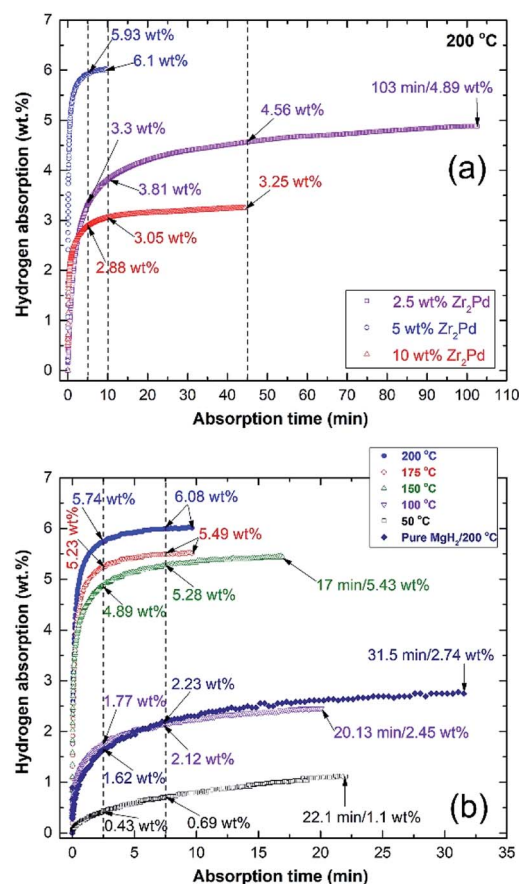 5.93 wt%
200 °C
6.1 wt%
103 min/4.89 wt%
4.56 wt%
3.3 wt%
(a)
3.81 wt%
3.25 wt%
3.05 wt%
2.88 wt%
2.5 wt% Zr₂Pd
5 wt% Zr₂Pd
10 wt% Zr₂Pd
Hydrogen absorption (wt.%)
7
6
5
4
3
2
1
0
0 10 20 30 40 50 60 70 80 90 100 110
Absorption time (min)
200 °C
175 °C
150 °C
100 °C
50 °C
Pure MgH₂/200 °C
5.74 wt%
6.08 wt%
5.23 wt%
5.49 wt%
4.89 wt%
5.28 wt%
17 min/5.43 wt%
31.5 min/2.74 wt%
1.77 wt%
2.23 wt%
20.13 min/2.45 wt%
1.62 wt%
2.12 wt%
(b)
0.43 wt%
0.69 wt%
22.1 min/1.1 wt%
Hydrogen absorption (wt.%)
7
6
5
4
3
2
1
0
0 5 10 15 20 25 30 35
Absorption time (min)